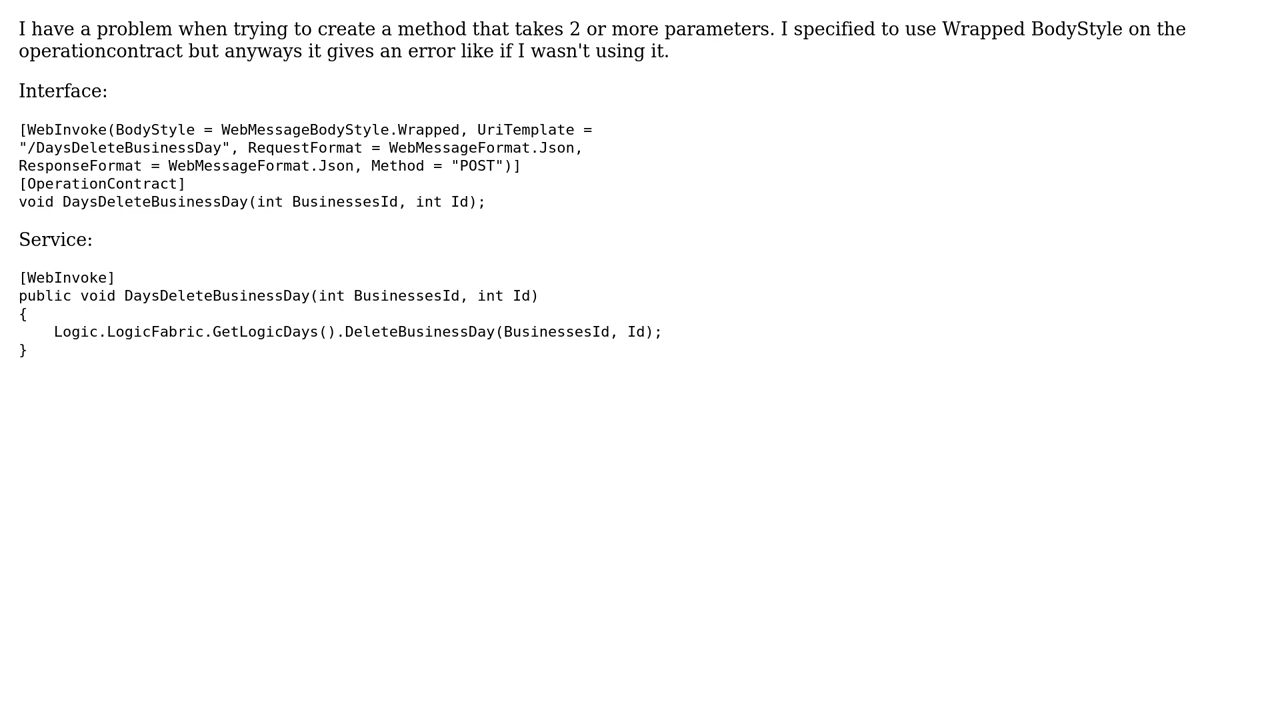 I have a problem when trying to create a method that takes 2 or more parameters. I specified to use Wrapped BodyStyle on the
operationcontract but anyways it gives an error like if I wasn't using it.
Interface:
[WebInvoke(BodyStyle = WebMessageBodyStyle.Wrapped, UriTemplate =
"/DaysDeleteBusinessDay", RequestFormat = WebMessageFormat.Json,
ResponseFormat = WebMessageFormat.Json, Method = "POST")]
[OperationContract]
void DaysDeleteBusinessDay(int BusinessesId, int Id);
Service:
[WebInvoke]
public void DaysDeleteBusinessDay(int BusinessesId, int Id)
{
    Logic.LogicFabric.GetLogicDays().DeleteBusinessDay(BusinessesId, Id);
}